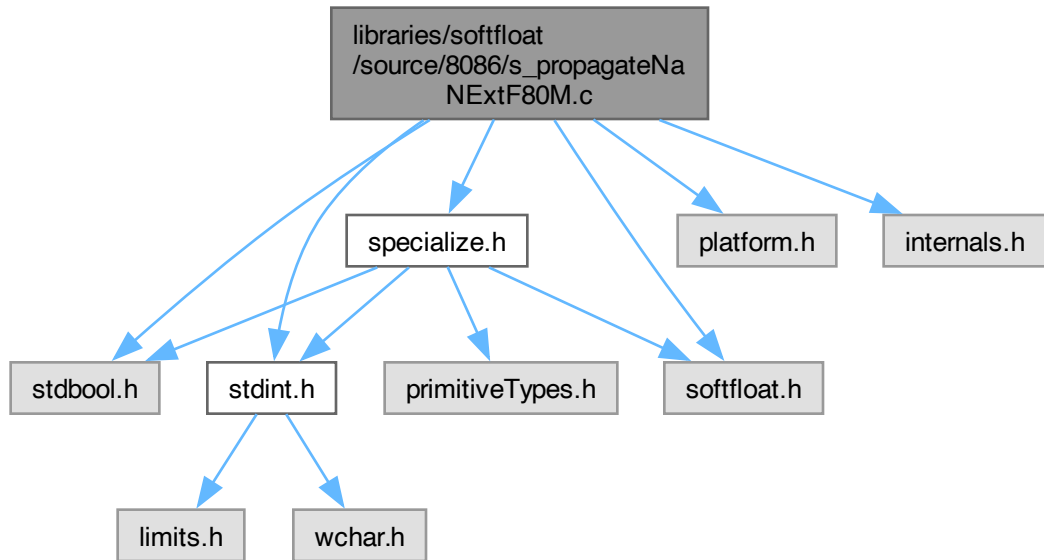 libraries/softfloat
/source/8086/s_propagateNa
NExtF80M.c
specialize.h
platform.h
internals.h
stdbool.h
stdint.h
primitiveTypes.h
softfloat.h
limits.h
wchar.h